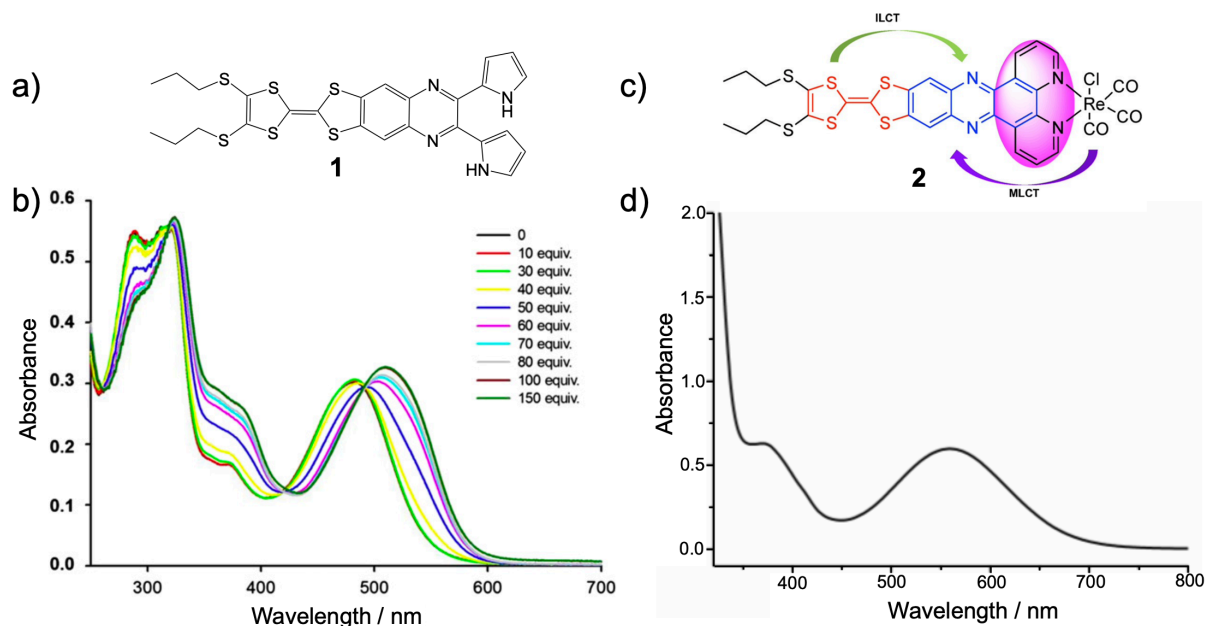 a)
S
S
S
S
S
S
N
N
NH
HN
1
b)
0.6
0.5
0.4
0.3
0.2
0.1
0.0
Absorbance
300
400
500
600
700
Wavelength / nm
0
10 equiv.
30 equiv.
40 equiv.
50 equiv.
60 equiv.
70 equiv.
80 equiv.
100 equiv.
150 equiv.
c)
ILCT
S
S
S
S
S
S
N
N
N
N
Cl
Re
CO
CO
CO
2
MLCT
d)
2.0
1.5
1.0
0.5
0.0
Absorbance
400
500
600
700
800
Wavelength / nm